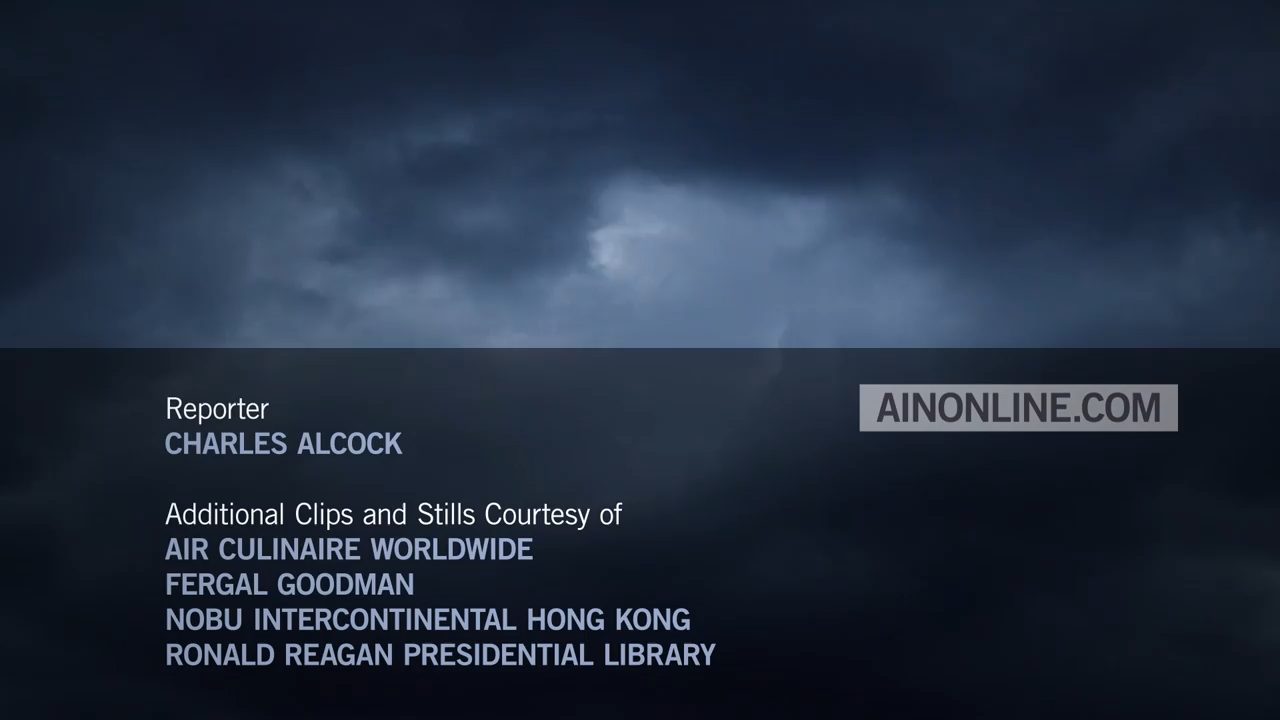 Reporter
CHARLES ALCOCK
AINONLINE.COM
Additional Clips and Stills Courtesy of
AIR CULINAIRE WORLDWIDE
FERGAL GOODMAN
NOBU INTERCONTINENTAL HONG KONG
RONALD REAGAN PRESIDENTIAL LIBRARY